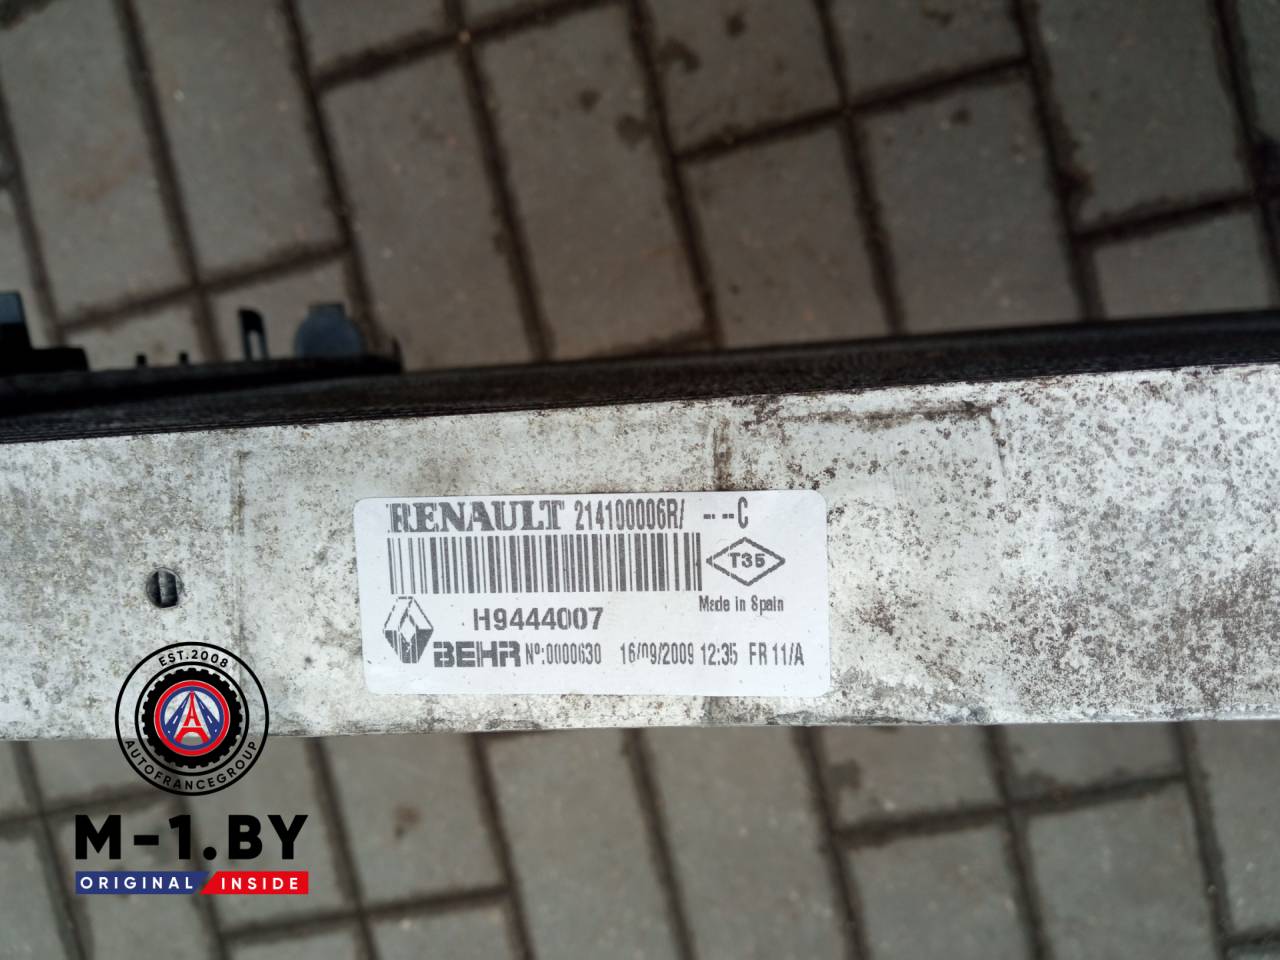 RENAULT 214100006R/ -- --C
T35
Made in Spain
H9444007
BEHR Nº:0000630 16/09/2009 12:35 FR 11/A
EST.2008
AUTOFRANCEGROUP
M-1.BY
ORIGINAL INSIDE